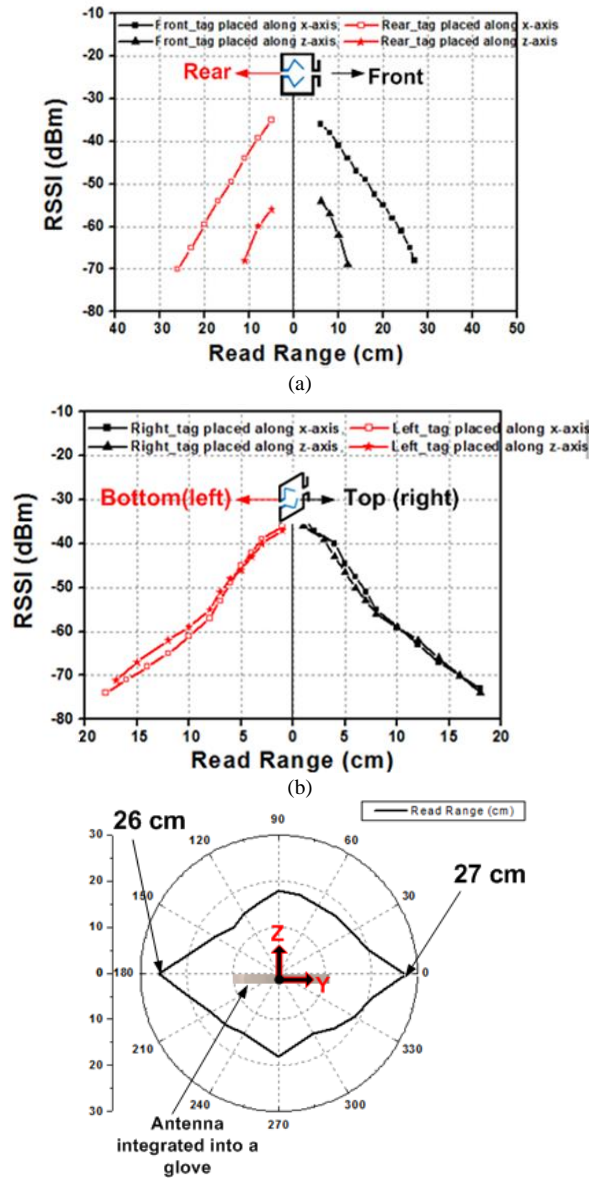 -10
Front_tag placed along x-axis
Rear_tag placed along x-axis
Front_tag placed along z-axis
Rear_tag placed along z-axis
-20
Rear
Front
-30
-40
-50
-60
-70
-80
RSSI (dBm)
40 30 20 10 0 10 20 30 40 50
Read Range (cm)
(a)
-10
Right_tag placed along x-axis
Left_tag placed along x-axis
Right_tag placed along z-axis
Left_tag placed along z-axis
-20
-30
Bottom(left)
Top (right)
-40
-50
-60
-70
-80
RSSI (dBm)
20 15 10 5 0 5 10 15 20
Read Range (cm)
(b)
Read Range (cm)
26 cm
27 cm
30
20
10
0
10
20
30
90
120
60
150
30
180
0
210
330
240
300
270
Z
Y
Antenna
integrated into a
glove